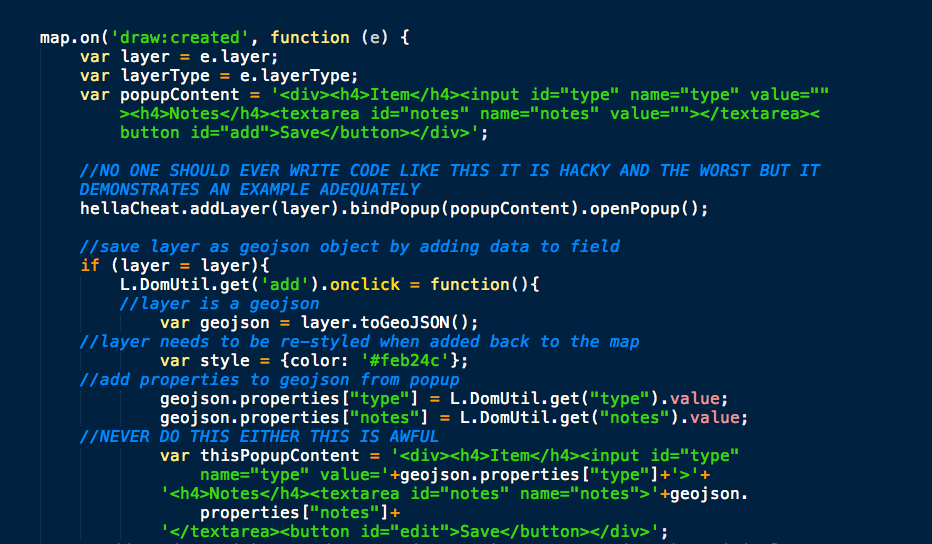 map.on('draw:created', function (e) {
var layer = e.layer;
var layerType = e.layerType;
var popupContent = '<div><h4>Item</h4><input id="type" name="type" value=""
><h4>Notes</h4><textarea id="notes" name="notes" value=""></textarea><
button id="add">Save</button></div>';
//NO ONE SHOULD EVER WRITE CODE LIKE THIS IT IS HACKY AND THE WORST BUT IT
DEMONSTRATES AN EXAMPLE ADEQUATELY
hellaCheat.addLayer(layer).bindPopup(popupContent).openPopup();
//save layer as geojson object by adding data to field
if (layer = layer){
L.DomUtil.get('add').onclick = function(){
//layer is a geojson
var geojson = layer.toGeoJSON();
//layer needs to be re-styled when added back to the map
var style = {color: '#feb24c'};
//add properties to geojson from popup
geojson.properties["type"] = L.DomUtil.get("type").value;
geojson.properties["notes"] = L.DomUtil.get("notes").value;
//NEVER DO THIS EITHER THIS IS AWFUL
var thisPopupContent = '<div><h4>Item</h4><input id="type"
name="type" value='+geojson.properties["type"]+'>'+
'<h4>Notes</h4><textarea id="notes" name="notes">'+geojson.
properties["notes"]+
'</textarea><button id="edit">Save</button></div>';